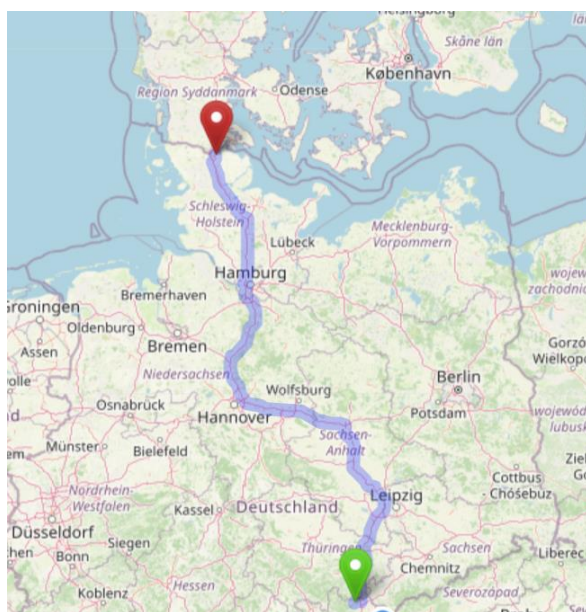 Helsingborg
Skåne län
København
Region Syddanmark
Odense
Schleswig-
Holstein
Lübeck
Mecklenburg-
Vorpommern
Hamburg
Bremerhaven
Groningen
Oldenburg
Bremen
Assen
Niedersachsen
Wolfsburg
Berlin
Hannover
Potsdam
Osnabrück
Sachsen-
Anhalt
Münster
Bielefeld
Cottbus
- Chóśebuz
Nordrhein-
Westfalen
Kassel
Deutschland
Leipzig
Düsseldorf
Siegen
Thüringen
Sachsen
Liberec
Bonn
Chemnitz
Koblenz
Hessen
Severozápad